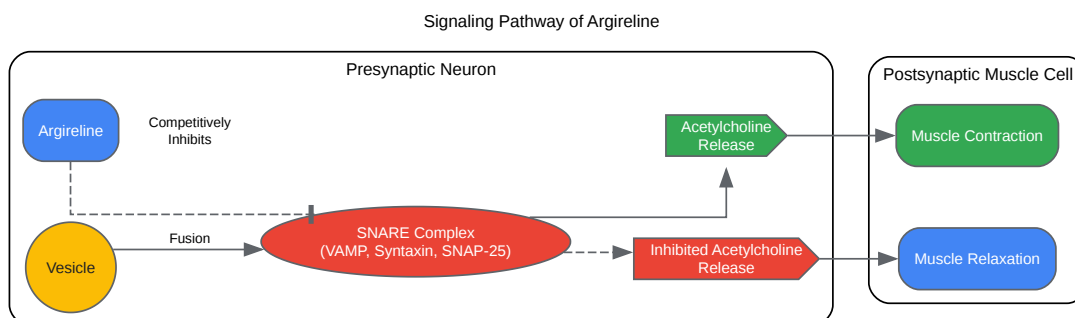 Signaling Pathway of Argireline
Presynaptic Neuron
Postsynaptic Muscle Cell
Argireline
Competitively
Inhibits
Acetylcholine
Release
Muscle Contraction
SNARE Complex
(VAMP, Syntaxin, SNAP-25)
Fusion
Vesicle
Inhibited Acetylcholine
Release
Muscle Relaxation